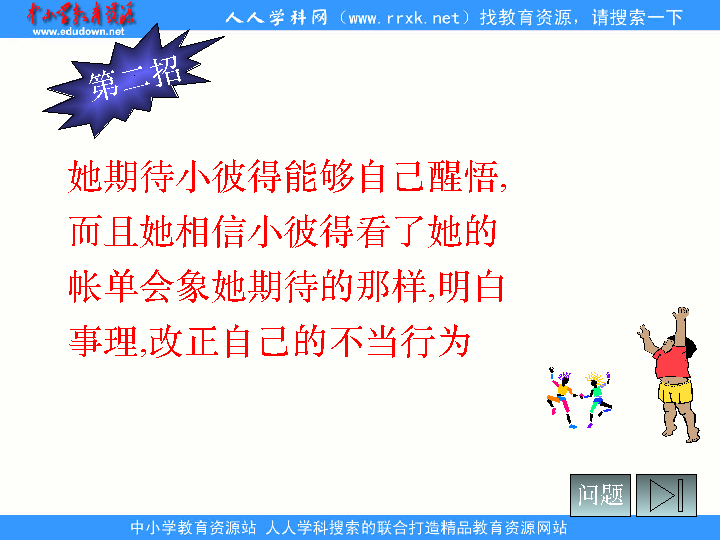 中小学教育资源
www.edudown.net
人人学科网（www.rrxk.net）找教育资源，请搜索一下
第二招
她期待小彼得能够自己醒悟,
而且她相信小彼得看了她的
帐单会象她期待的那样,明白
事理,改正自己的不当行为
问题
中小学教育资源站 人人学科搜索的联合打造精品教育资源网站